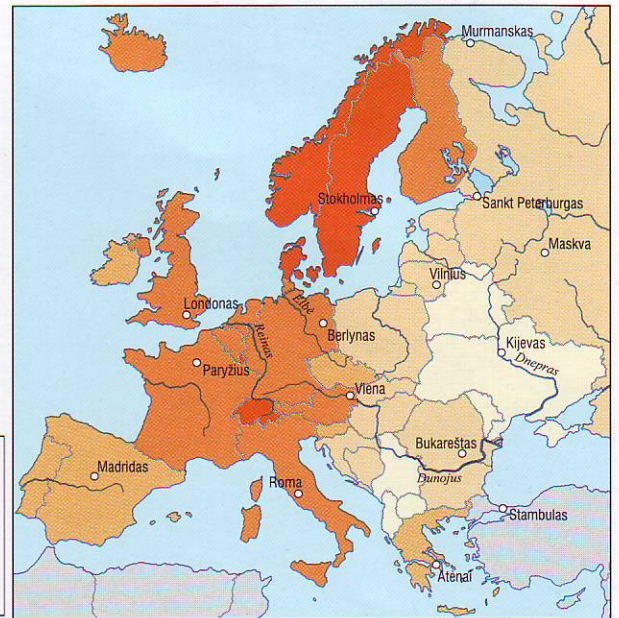 Murmanskas
Stokholmas
Sankt Peterburgas
Maskva
Vilnius
Londonas
Elbė
Berlynas
Reinas
Kijevas
Dnepras
Paryžius
Viena
Bukareštas
Madridas
Dunojus
Roma
Stambulas
Atėnai